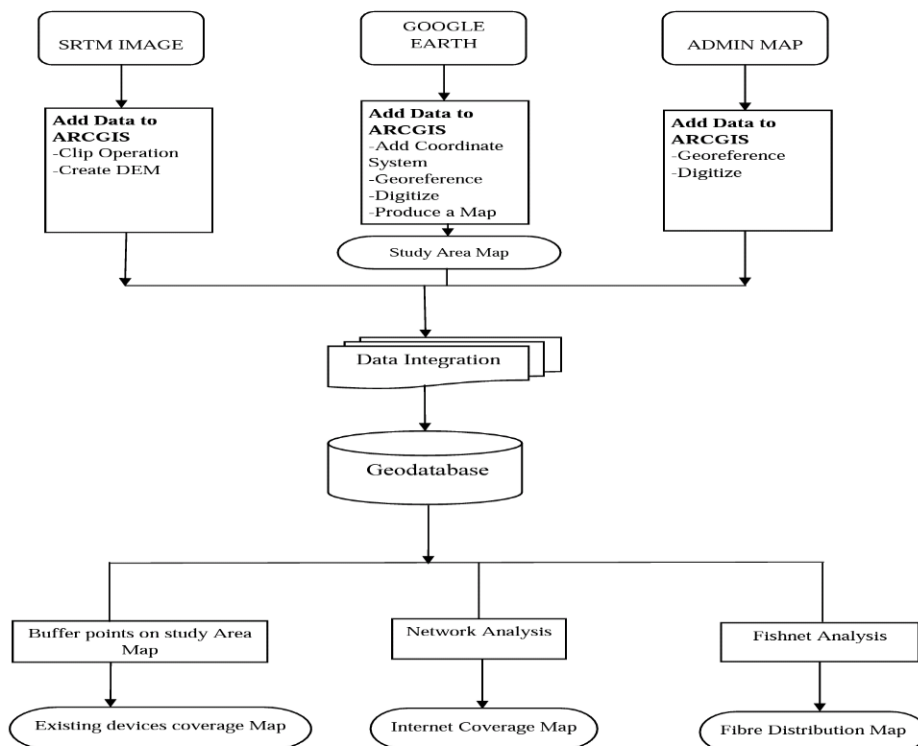 SRTM IMAGE
GOOGLE
EARTH
ADMIN MAP
Add Data to
ARCGIS
-Clip Operation
-Create DEM
Add Data to
ARCGIS
-Add Coordinate
System
-Georeference
-Digitize
-Produce a Map
Add Data to
ARCGIS
-Georeference
-Digitize
Study Area Map
Data Integration
Geodatabase
Buffer points on study Area
Map
Network Analysis
Fishnet Analysis
Existing devices coverage Map
Internet Coverage Map
Fibre Distribution Map